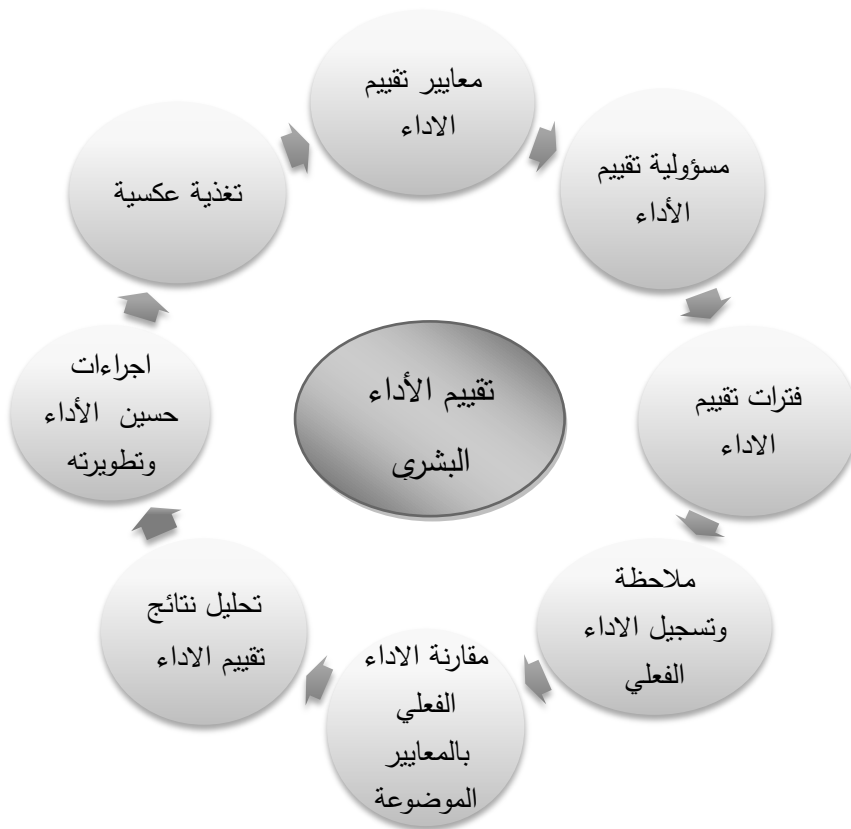 معايير تقييم
الاداء
مسؤولية تقييم
الأداء
فترات تقييم
الاداء
ملاحظة
وتسجيل الاداء
الفعلي
مقارنة الاداء
الفعلي
بالمعايير
الموضوعة
تحليل نتائج
تقييم الاداء
اجراءات
حسين الأداء
وتطويرته
تغذية عكسية
تقييم الأداء
البشري